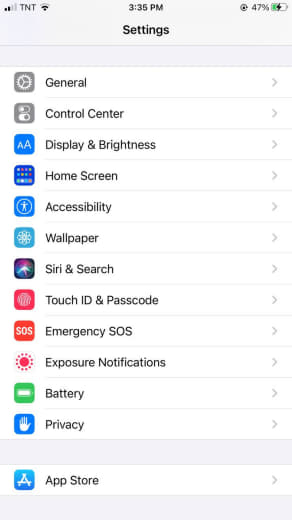 TNT 3:35 PM 47%
Settings
General
Control Center
AA Display & Brightness
Home Screen
Accessibility
Wallpaper
Siri & Search
Touch ID & Passcode
SOS Emergency SOS
Exposure Notifications
Battery
Privacy
App Store